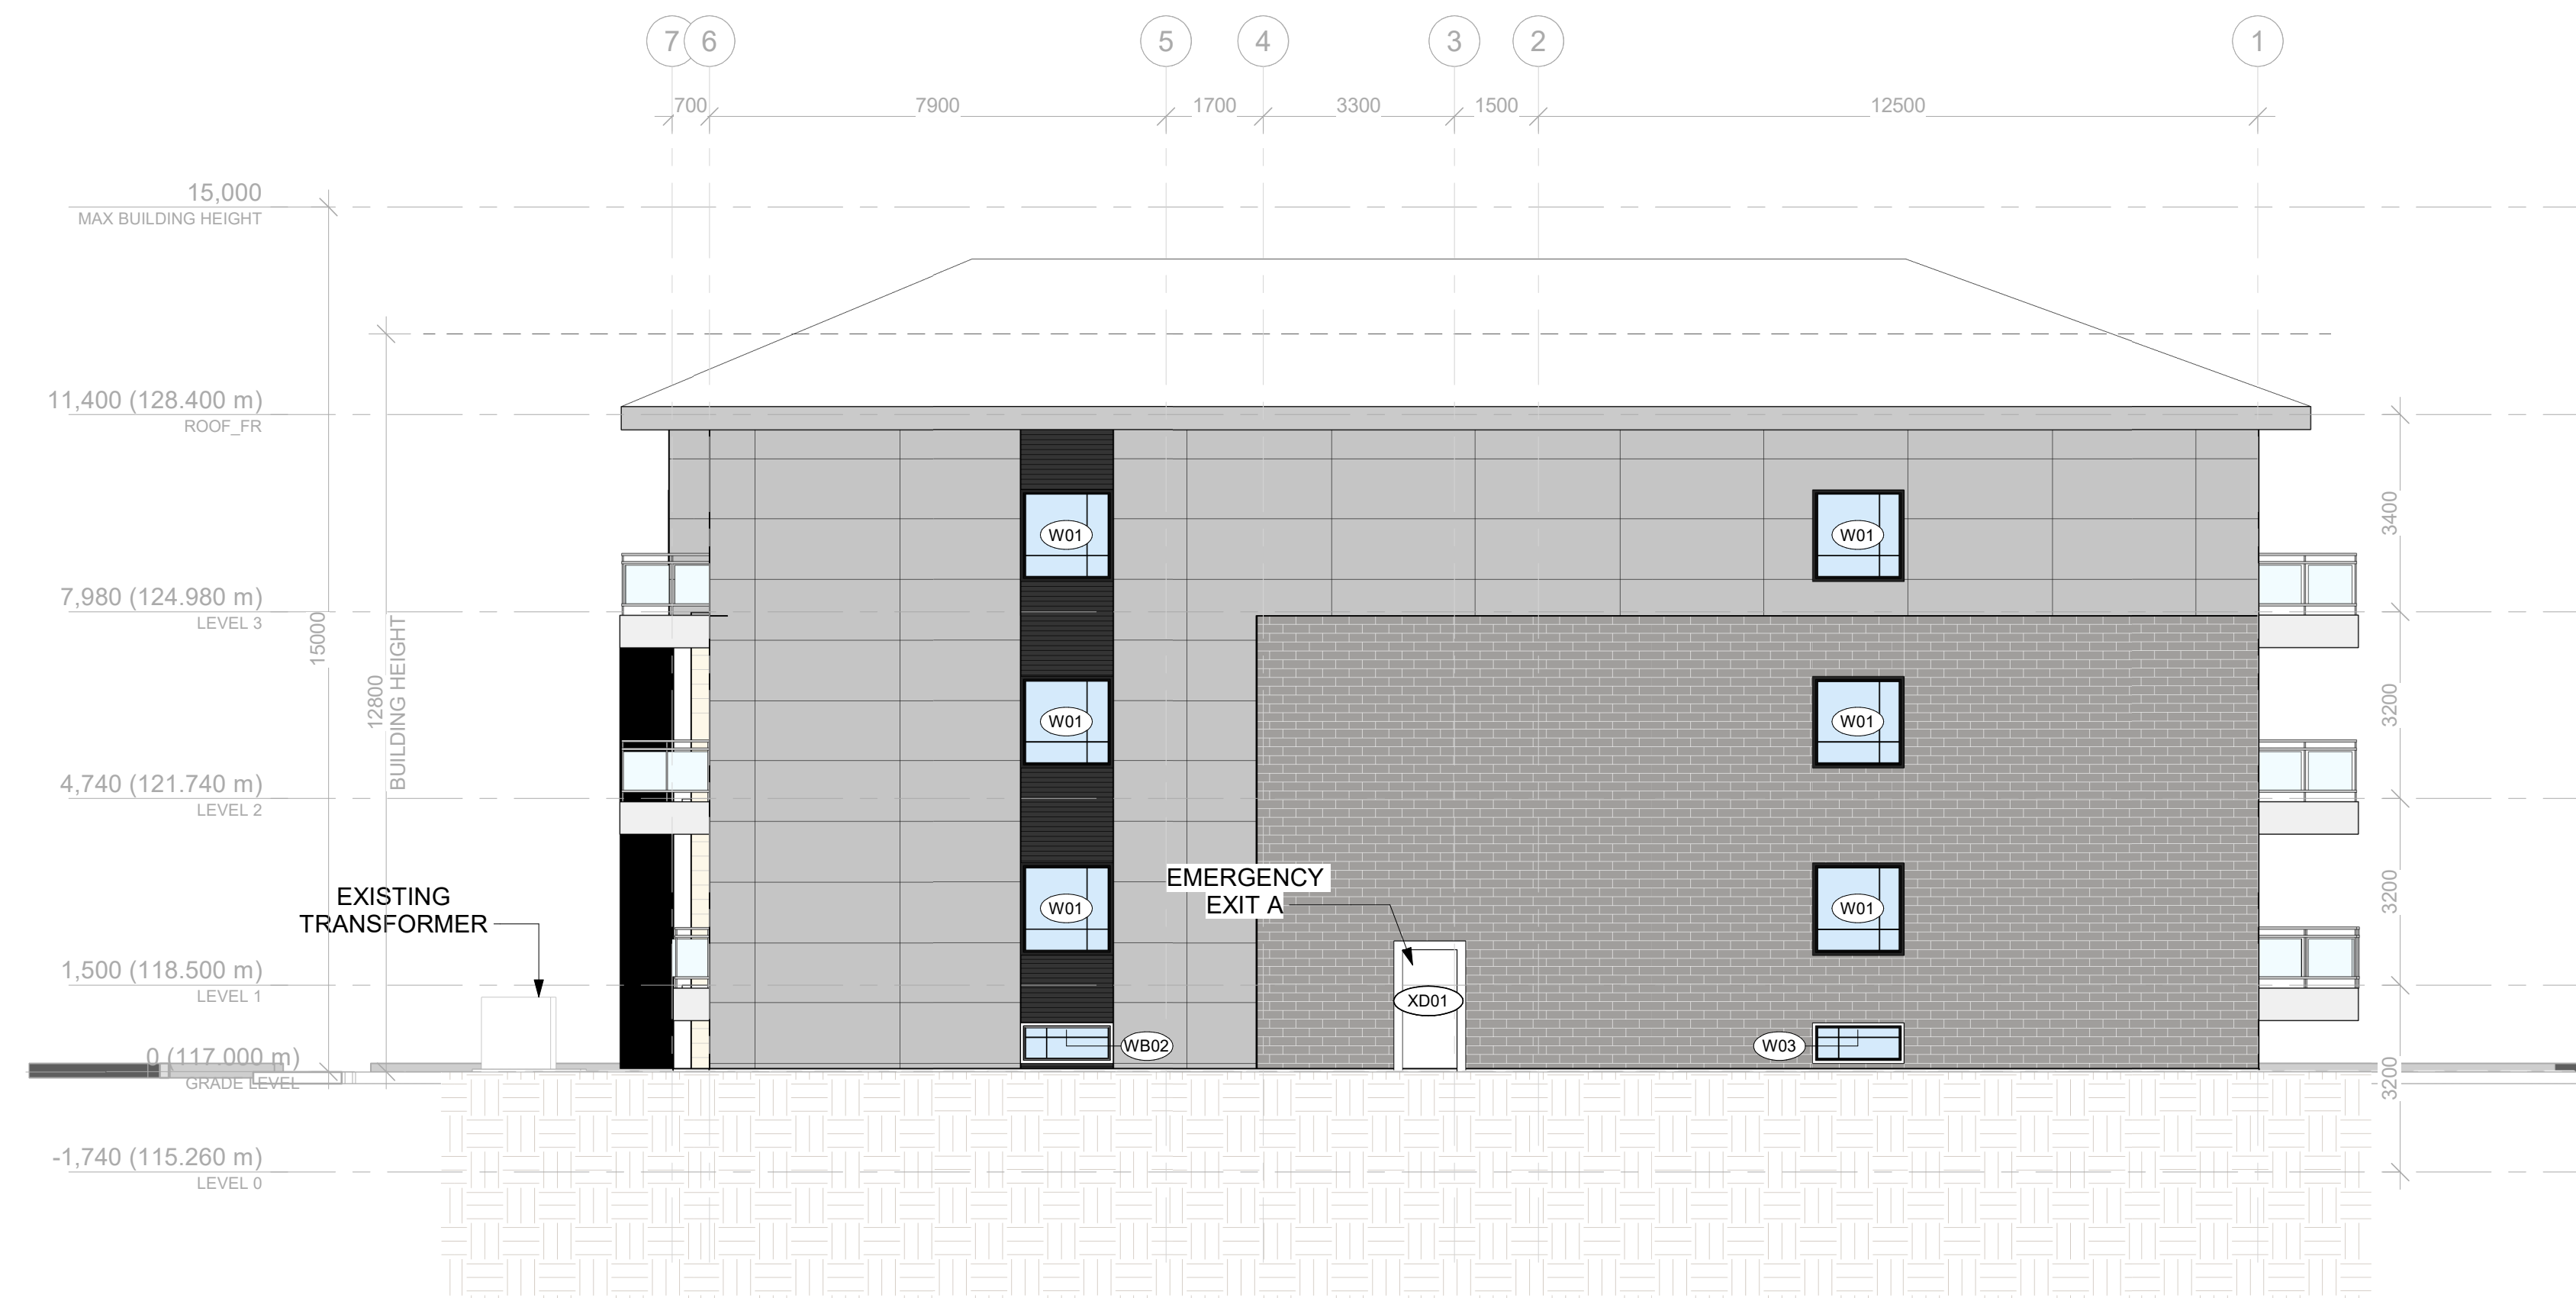 7 6 5 4 3 2 1
700 7900 1700 3300 1500 12500
15,000
MAX BUILDING HEIGHT
11,400 (128.400 m)
ROOF_FR
3400
W01 W01
7,980 (124.980 m)
LEVEL 3
15000
12800
BUILDING HEIGHT
3200
W01 W01
4,740 (121.740 m)
LEVEL 2
EXISTING
TRANSFORMER
EMERGENCY
EXIT A
3200
W01 W01
1,500 (118.500 m)
LEVEL 1
XD01
WB02 W03
0 (117.000 m)
GRADE LEVEL
3200
-1,740 (115.260 m)
LEVEL 0